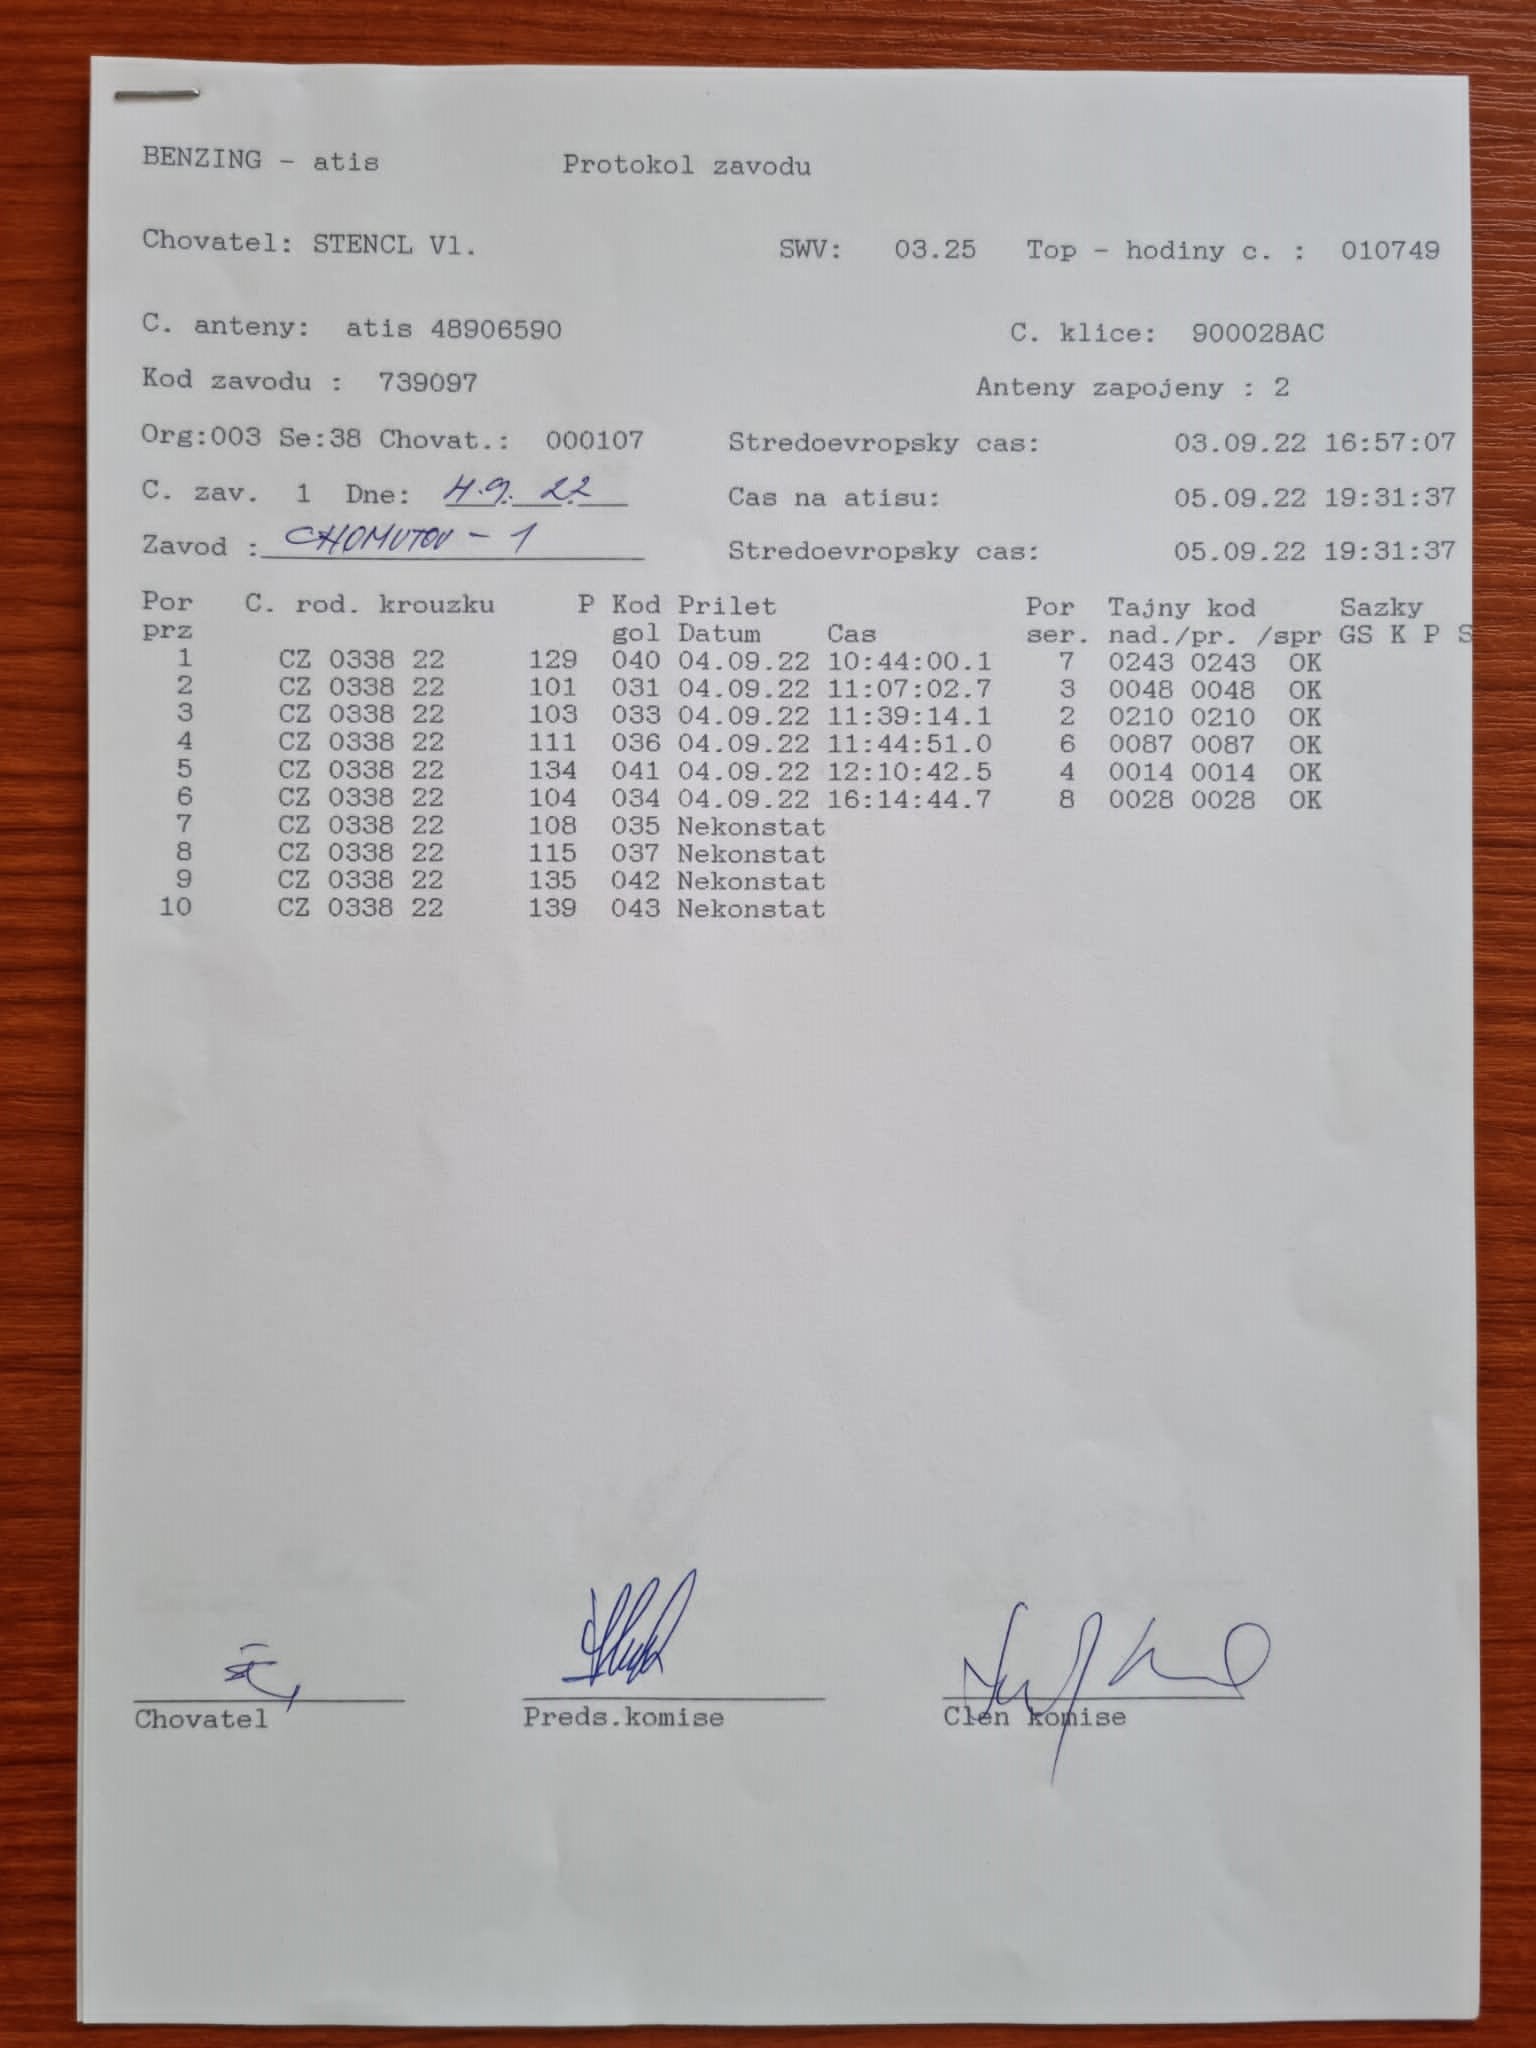 BENZING - atis Protokol zavodu
Chovatel: STENCL Vl. SWV: 03.25 Top - hodiny c. : 010749
C. anteny: atis 48906590 C. klice: 900028AC
Kod zavodu : 739097 Anteny zapojeny : 2
Org:003 Se:38 Chovat.: 000107 Stredoevropsky cas: 03.09.22 16:57:07
C. zav. 1 Dne: 4.9. 22 Cas na atisu: 05.09.22 19:31:37
Zavod : CHOMUTOV - 1 Stredoevropsky cas: 05.09.22 19:31:37
Por C. rod. krouzku P Kod Prilet Por Tajny kod Sazky
prz gol Datum Cas ser. nad./pr. /spr GS K P S
1 CZ 0338 22 129 040 04.09.22 10:44:00.1 7 0243 0243 OK
2 CZ 0338 22 101 031 04.09.22 11:07:02.7 3 0048 0048 OK
3 CZ 0338 22 103 033 04.09.22 11:39:14.1 2 0210 0210 OK
4 CZ 0338 22 111 036 04.09.22 11:44:51.0 6 0087 0087 OK
5 CZ 0338 22 134 041 04.09.22 12:10:42.5 4 0014 0014 OK
6 CZ 0338 22 104 034 04.09.22 16:14:44.7 8 0028 0028 OK
7 CZ 0338 22 108 035 Nekonstat
8 CZ 0338 22 115 037 Nekonstat
9 CZ 0338 22 135 042 Nekonstat
10 CZ 0338 22 139 043 Nekonstat
Chovatel Preds.komise Clen komise